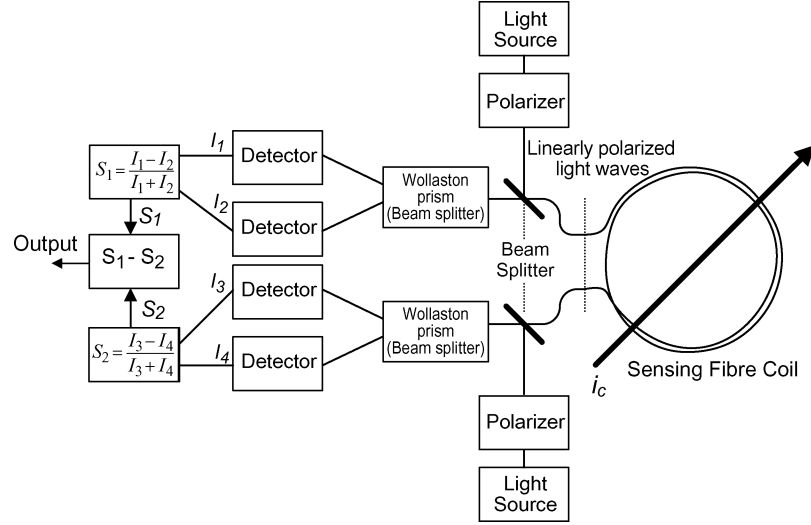 Light
Source
Polarizer
Linearly polarized
light waves
I1
Detector
S1 = I1 − I2 / I1 + I2
Wollaston
prism
(Beam splitter)
I2
Detector
S1
Output
S1 - S2
Beam
Splitter
S2
I3
Detector
Wollaston
prism
(Beam splitter)
S2 = I3 − I4 / I3 + I4
I4
Detector
ic
Sensing Fibre Coil
Polarizer
Light
Source